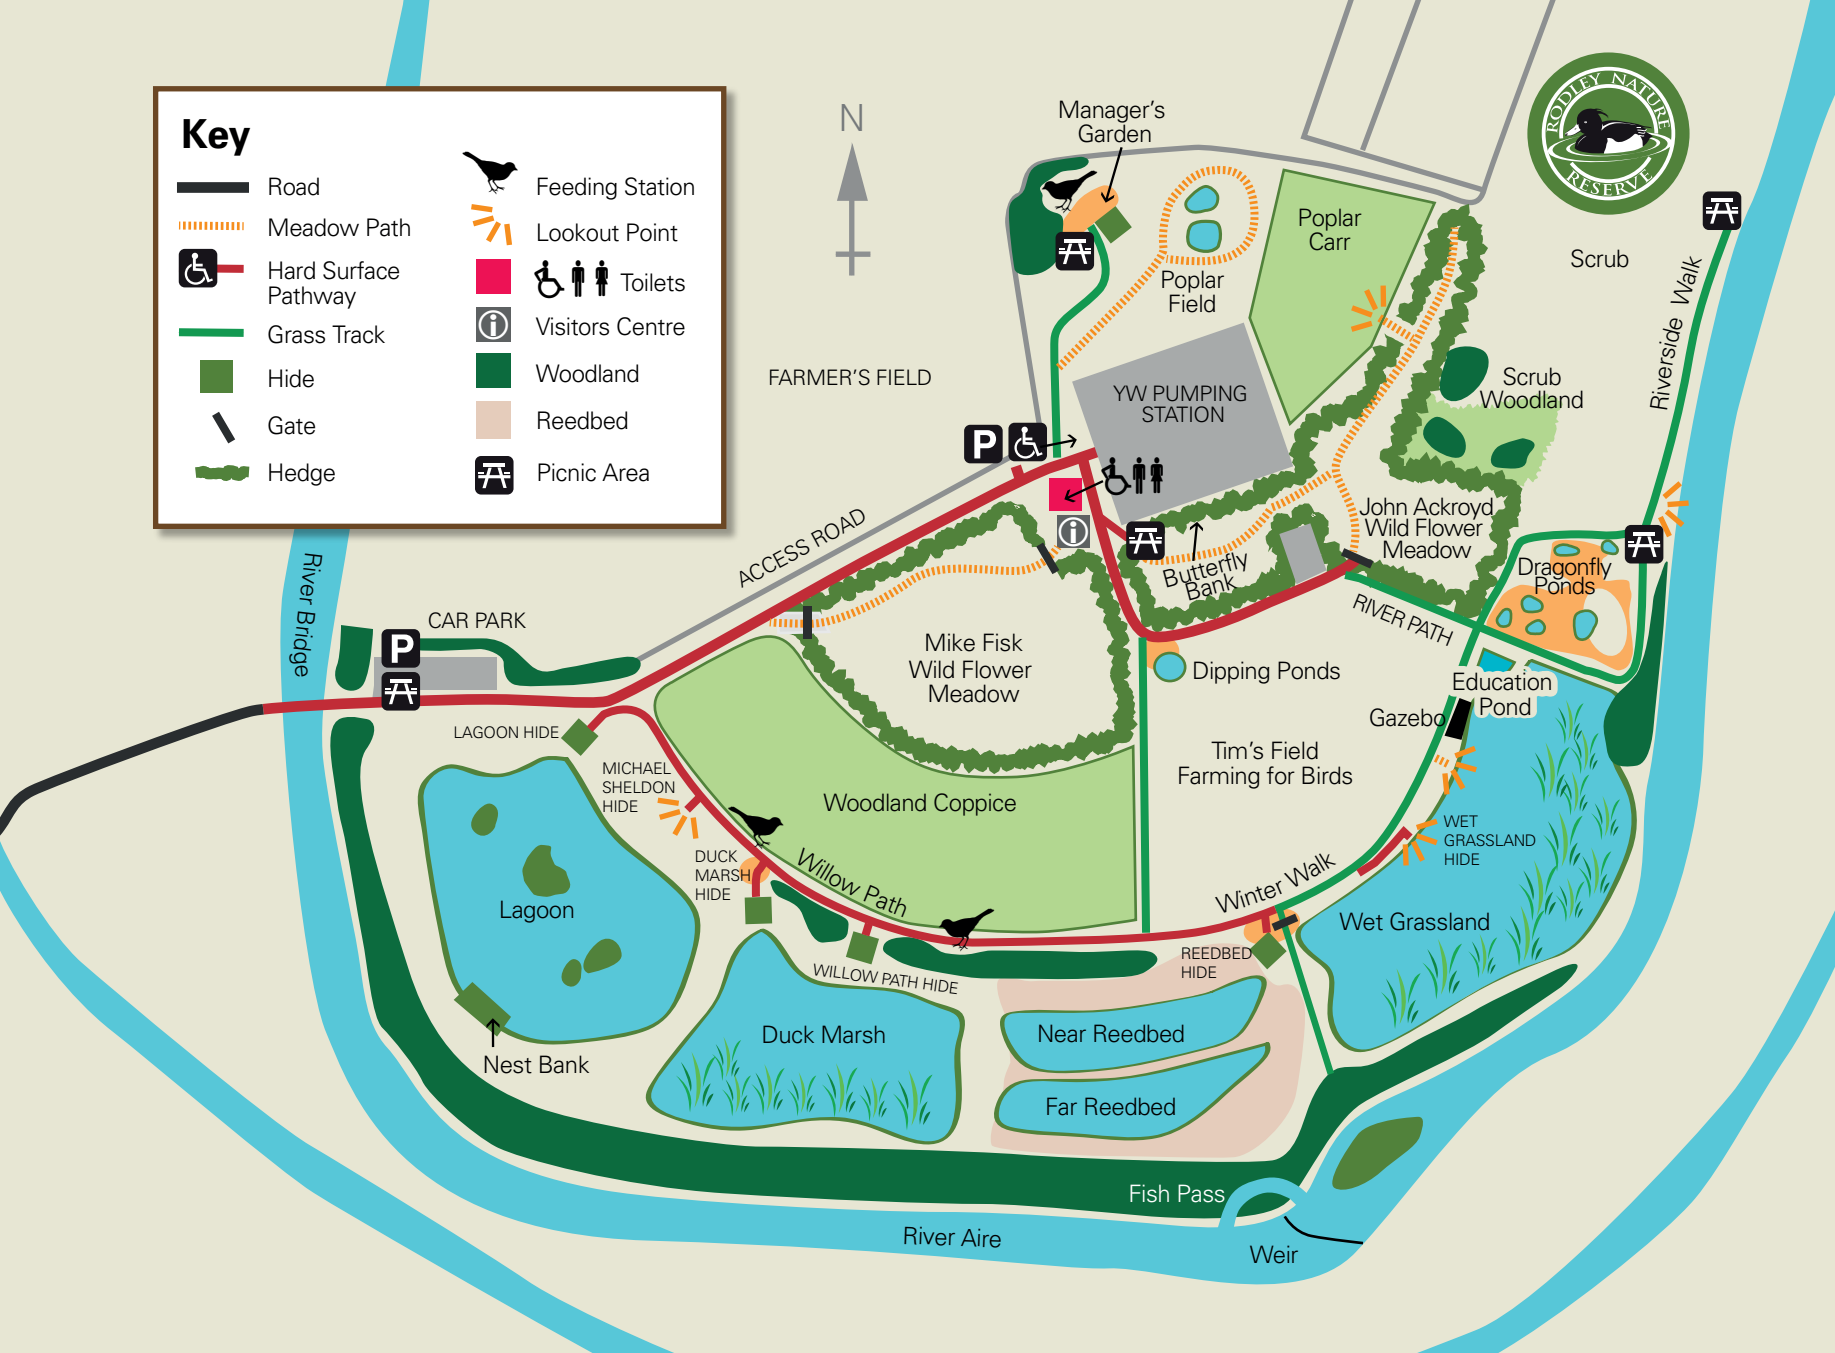 Key
Road
Meadow Path
Hard Surface
Pathway
Grass Track
Hide
Gate
Hedge
Feeding Station
Lookout Point
Toilets
Visitors Centre
Woodland
Reedbed
Picnic Area
N
Manager's
Garden
RODLEY NATURE
RESERVE
Poplar
Carr
Poplar
Field
Scrub
Riverside Walk
FARMER'S FIELD
YW PUMPING
STATION
Scrub
Woodland
P
ACCESS ROAD
John Ackroyd
Wild Flower
Meadow
Butterfly
Bank
Dragonfly
Ponds
RIVER PATH
River Bridge
CAR PARK
P
Mike Fisk
Wild Flower
Meadow
Dipping Ponds
Education
Pond
Gazebo
LAGOON HIDE
Tim's Field
Farming for Birds
MICHAEL
SHELDON
HIDE
Woodland Coppice
WET
GRASSLAND
HIDE
DUCK
MARSH
HIDE
Willow Path
Winter Walk
Lagoon
Wet Grassland
REEDBED
HIDE
WILLOW PATH HIDE
Duck Marsh
Near Reedbed
Nest Bank
Far Reedbed
Fish Pass
River Aire
Weir